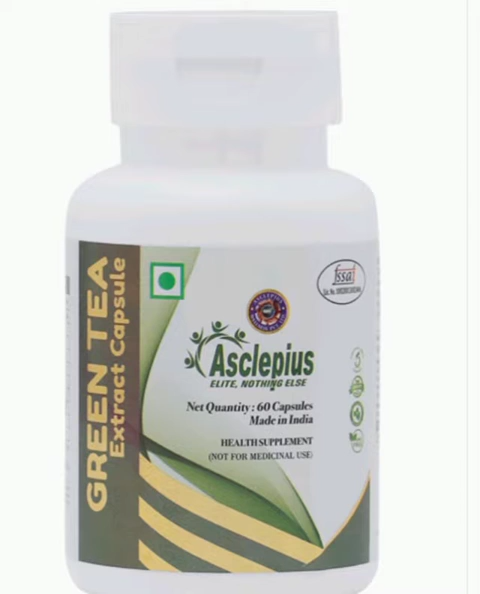 GREEN TEA
Extract Capsule
fssai
Asclepius
ELITE, NOTHING ELSE
Net Quantity : 60 Capsules
Made in India
HEALTH SUPPLEMENT
(NOT FOR MEDICINAL USE)